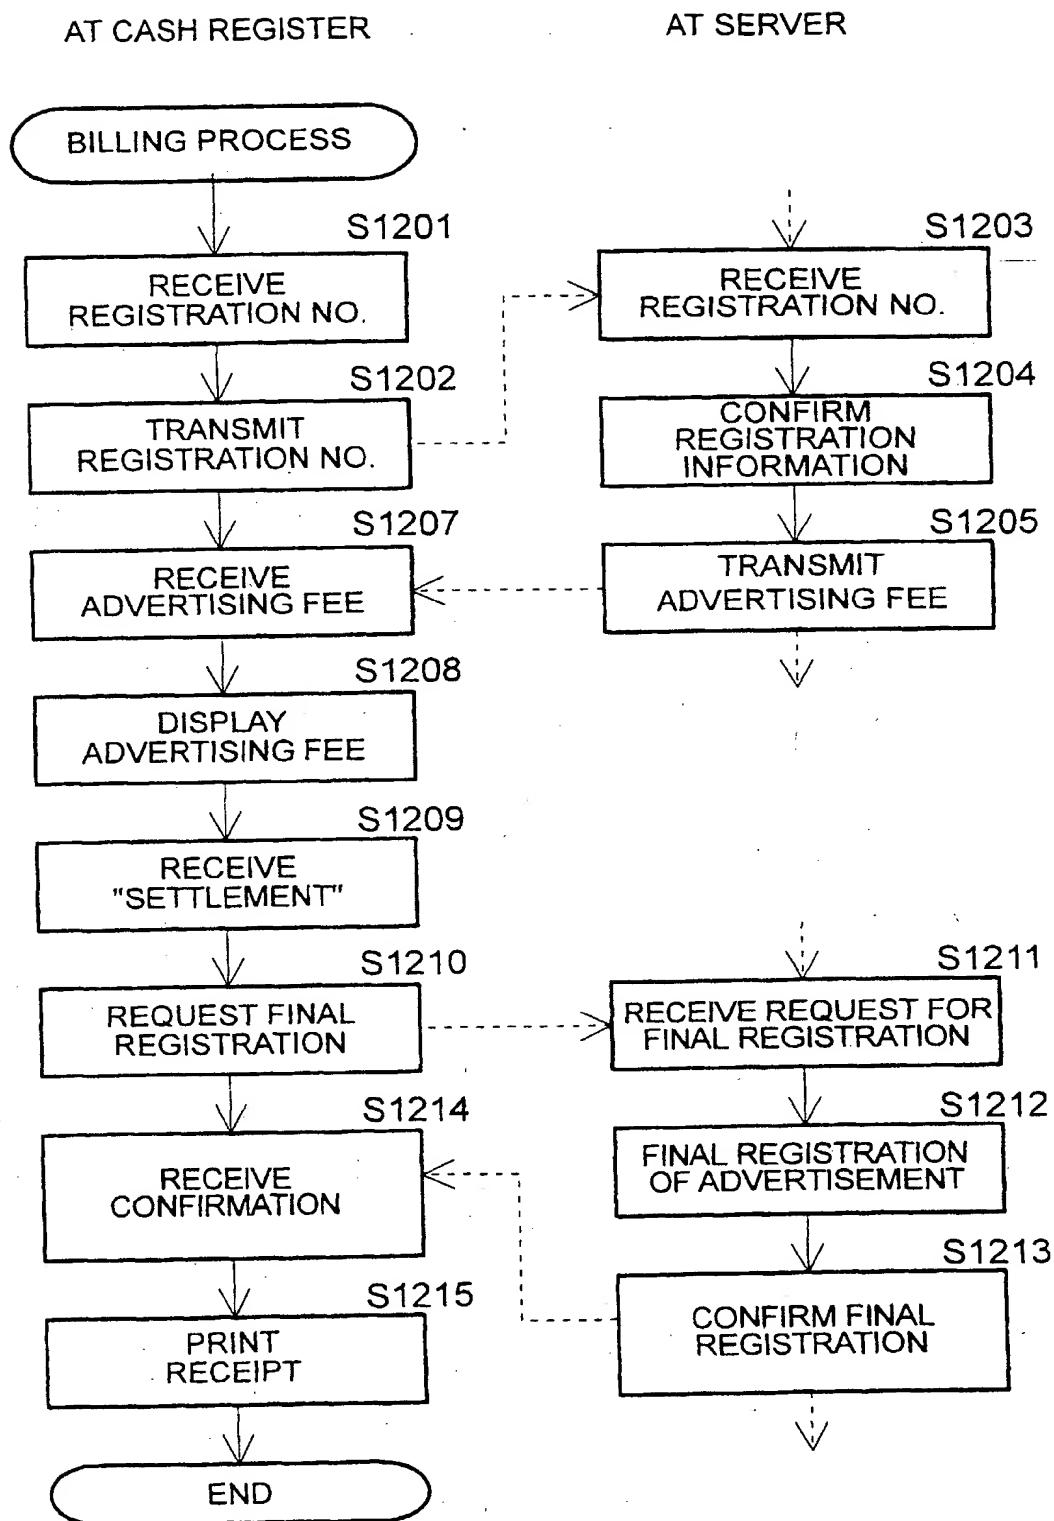 AT CASH REGISTER
AT SERVER
BILLING PROCESS
S1201
RECEIVE
REGISTRATION NO.
S1203
RECEIVE
REGISTRATION NO.
S1202
TRANSMIT
REGISTRATION NO.
S1204
CONFIRM
REGISTRATION
INFORMATION
S1207
RECEIVE
ADVERTISING FEE
S1205
TRANSMIT
ADVERTISING FEE
S1208
DISPLAY
ADVERTISING FEE
S1209
RECEIVE
"SETTLEMENT"
S1210
REQUEST FINAL
REGISTRATION
S1211
RECEIVE REQUEST FOR
FINAL REGISTRATION
S1214
RECEIVE
CONFIRMATION
S1212
FINAL REGISTRATION
OF ADVERTISEMENT
S1215
PRINT
RECEIPT
S1213
CONFIRM FINAL
REGISTRATION
END